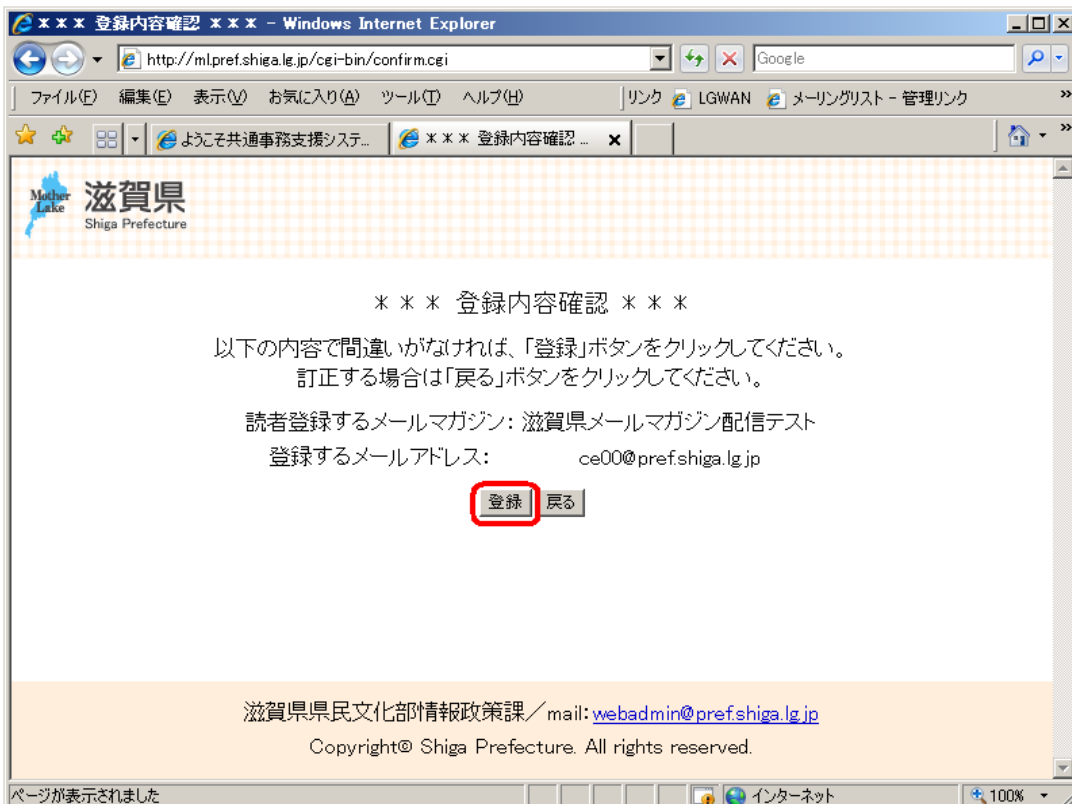 ＊＊＊ 登録内容確認 ＊＊＊ - Windows Internet Explorer
http://ml.pref.shiga.lg.jp/cgi-bin/confirm.cgi
Google
ファイル(F) 編集(E) 表示(V) お気に入り(A) ツール(T) ヘルプ(H) リンク LGWAN メーリングリスト - 管理リンク »
ようこそ共通事務支援システ... ＊＊＊ 登録内容確認 ... »
Mother Lake
滋賀県
Shiga Prefecture
＊＊＊ 登録内容確認 ＊＊＊
以下の内容で間違いがなければ、「登録」ボタンをクリックしてください。
訂正する場合は「戻る」ボタンをクリックしてください。
読者登録するメールマガジン： 滋賀県メールマガジン配信テスト
登録するメールアドレス： ce00@pref.shiga.lg.jp
登録 戻る
滋賀県県民文化部情報政策課／mail：webadmin@pref.shiga.lg.jp
Copyright© Shiga Prefecture. All rights reserved.
ページが表示されました インターネット 100%